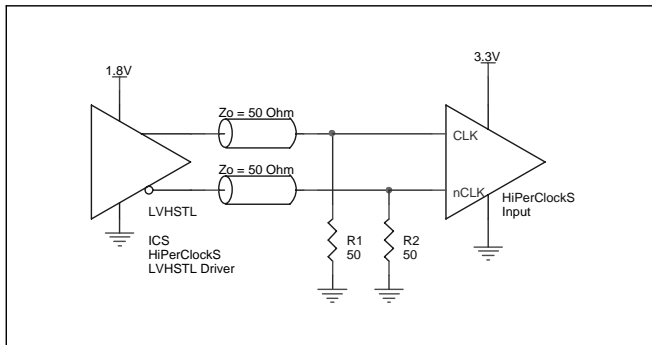 1.8V
3.3V
Zo = 50 Ohm
CLK
Zo = 50 Ohm
nCLK
HiPerClockS
Input
LVHSTL
ICS
HiPerClockS
LVHSTL Driver
R1
50
R2
50